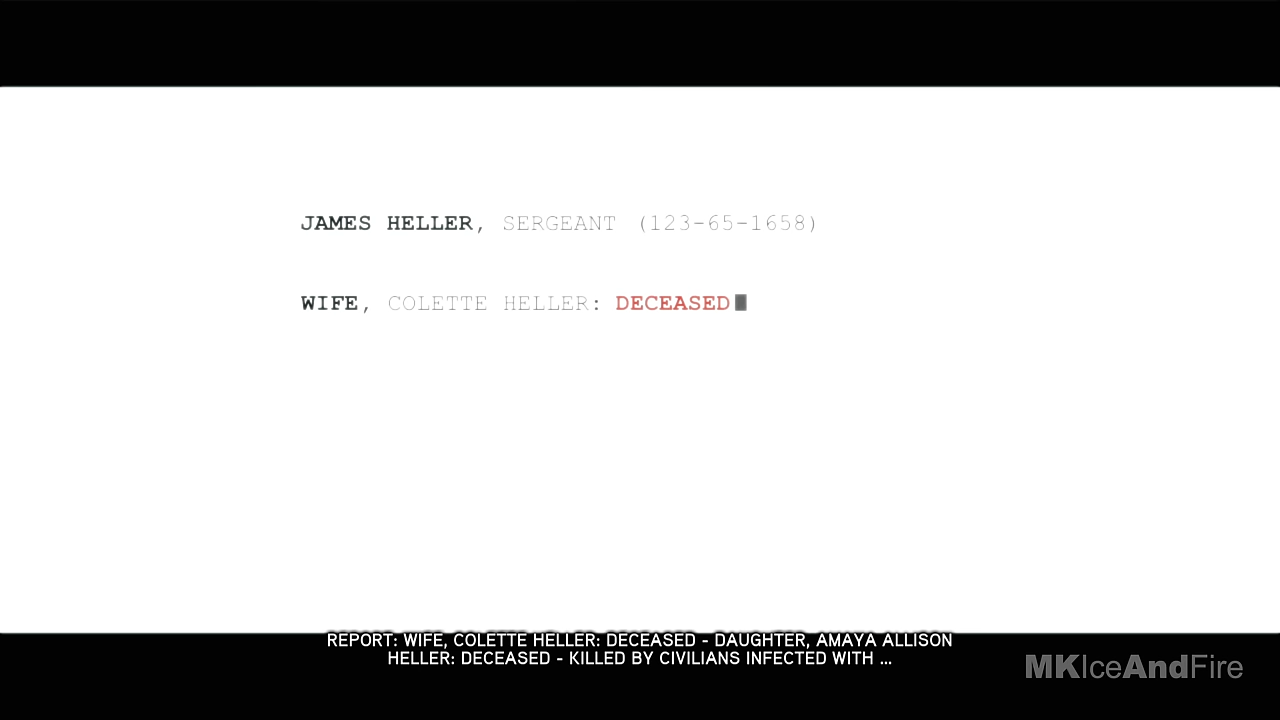 JAMES HELLER, SERGEANT (123-65-1658)
WIFE, COLETTE HELLER: DECEASED
REPORT: WIFE, COLETTE HELLER: DECEASED - DAUGHTER, AMAYA ALLISON
HELLER: DECEASED - KILLED BY CIVILIANS INFECTED WITH ...
MKIceAndFire